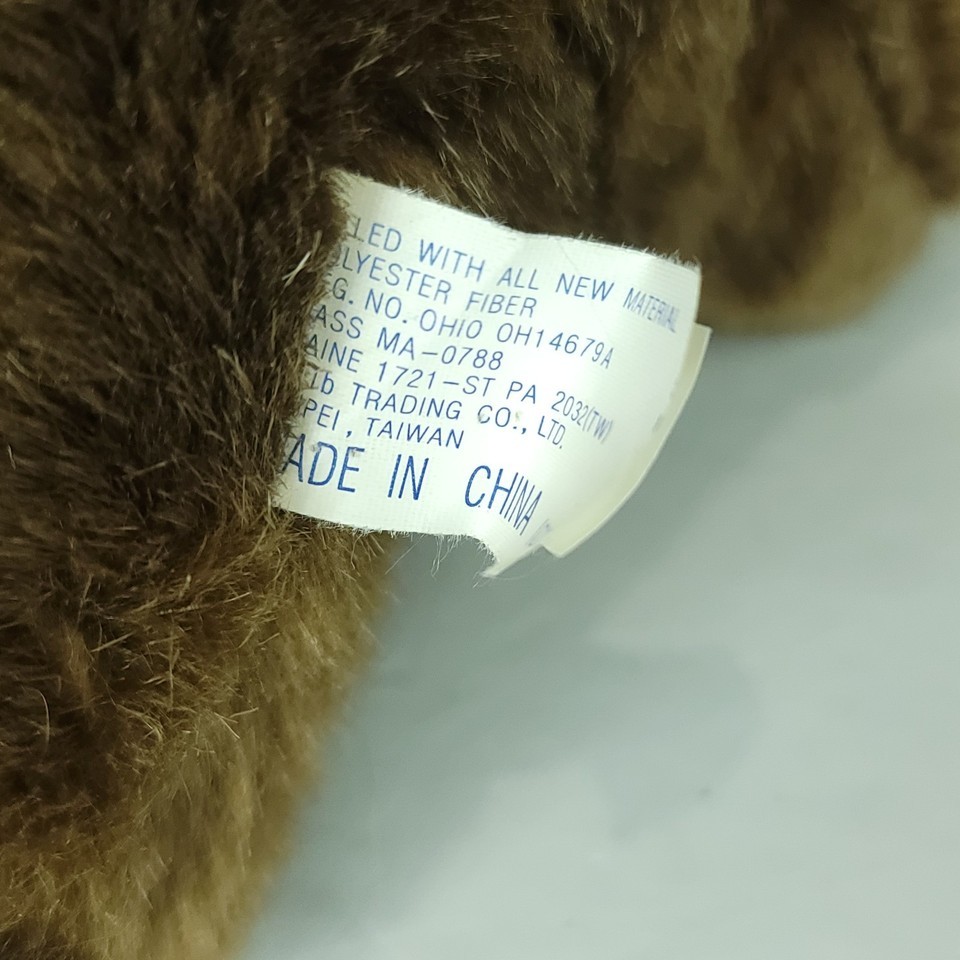 LED WITH ALL NEW MATERIAL
OLYESTER FIBER
EG. NO. OHIO OH14679A
ASS MA-0788
AINE 1721-ST PA 2032(TW)
TRADING CO., LTD.
PEI, TAIWAN
ADE IN CHINA